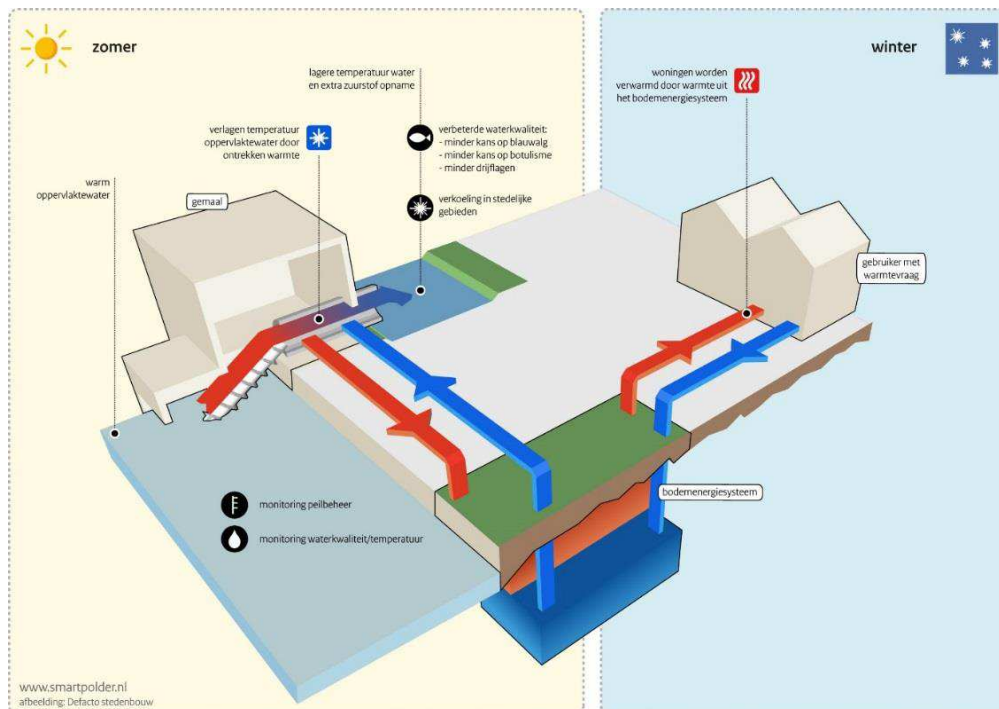 zomer
winter
lagere temperatuur water
en extra zuurstof opname
woningen worden
verwarmd door warmte uit
het bodemenergiesysteem
verlagen temperatuur
oppervlaktewater door
ontrekken warmte
verbeterde waterkwaliteit:
- minder kans op blauwalg
- minder kans op botulisme
- minder drijflagen
warm
oppervlaktewater
gemaal
verkoeling in stedelijke
gebieden
gebruiker met
warmtevraag
bodemenergiesysteem
monitoring peilbeheer
monitoring waterkwaliteit/temperatuur
www.smartpolder.nl
afbeelding: Defacto stedenbouw